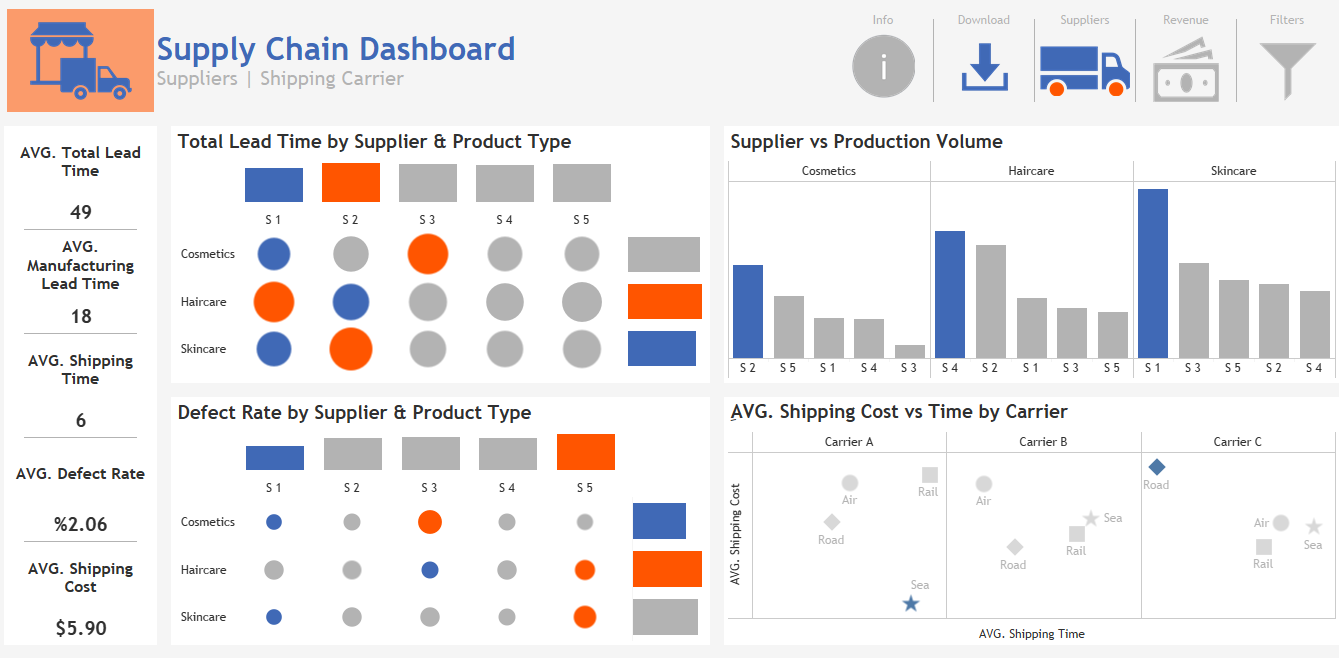 Info
Download
Suppliers
Revenue
Filters
i
Supply Chain Dashboard
Suppliers | Shipping Carrier
AVG. Total Lead
Time
49
AVG.
Manufacturing
Lead Time
18
AVG. Shipping
Time
6
AVG. Defect Rate
%2.06
AVG. Shipping
Cost
$5.90
Total Lead Time by Supplier & Product Type
S 1 S 2 S 3 S 4 S 5
Cosmetics
Haircare
Skincare
Supplier vs Production Volume
Cosmetics Haircare Skincare
S 2 S 5 S 1 S 4 S 3 S 4 S 2 S 1 S 3 S 5 S 1 S 3 S 5 S 2 S 4
Defect Rate by Supplier & Product Type
S 1 S 2 S 3 S 4 S 5
Cosmetics
Haircare
Skincare
AVG. Shipping Cost vs Time by Carrier
Carrier A Carrier B Carrier C
AVG. Shipping Cost
Air
Rail
Road
Sea
Air
Sea
Rail
Road
Road
Air
Sea
Rail
AVG. Shipping Time